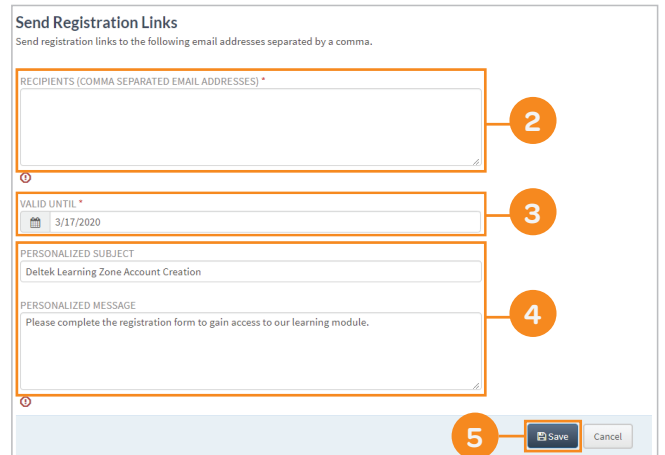 Send Registration Links
Send registration links to the following email addresses separated by a comma.
RECIPIENTS (COMMA SEPARATED EMAIL ADDRESSES) *
2
VALID UNTIL *
3/17/2020
3
PERSONALIZED SUBJECT
Deltek Learning Zone Account Creation
PERSONALIZED MESSAGE
Please complete the registration form to gain access to our learning module.
4
5
Save Cancel